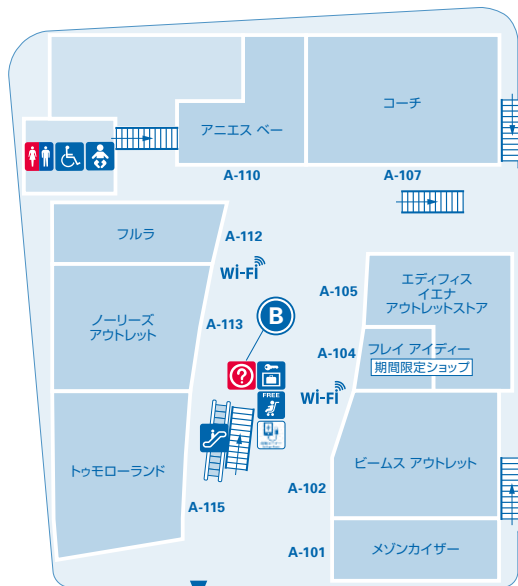 コーチ
アニエス ベー
A-110
A-107
フルラ
A-112
Wi-Fi
エディフィス
イエナ
アウトレットストア
A-105
ノーリーズ
アウトレット
A-113
B
A-104
フレイ アイディー
期間限定ショップ
?
FREE
Wi-Fi
トゥモローランド
ビームス アウトレット
A-102
A-115
A-101
メゾンカイザー